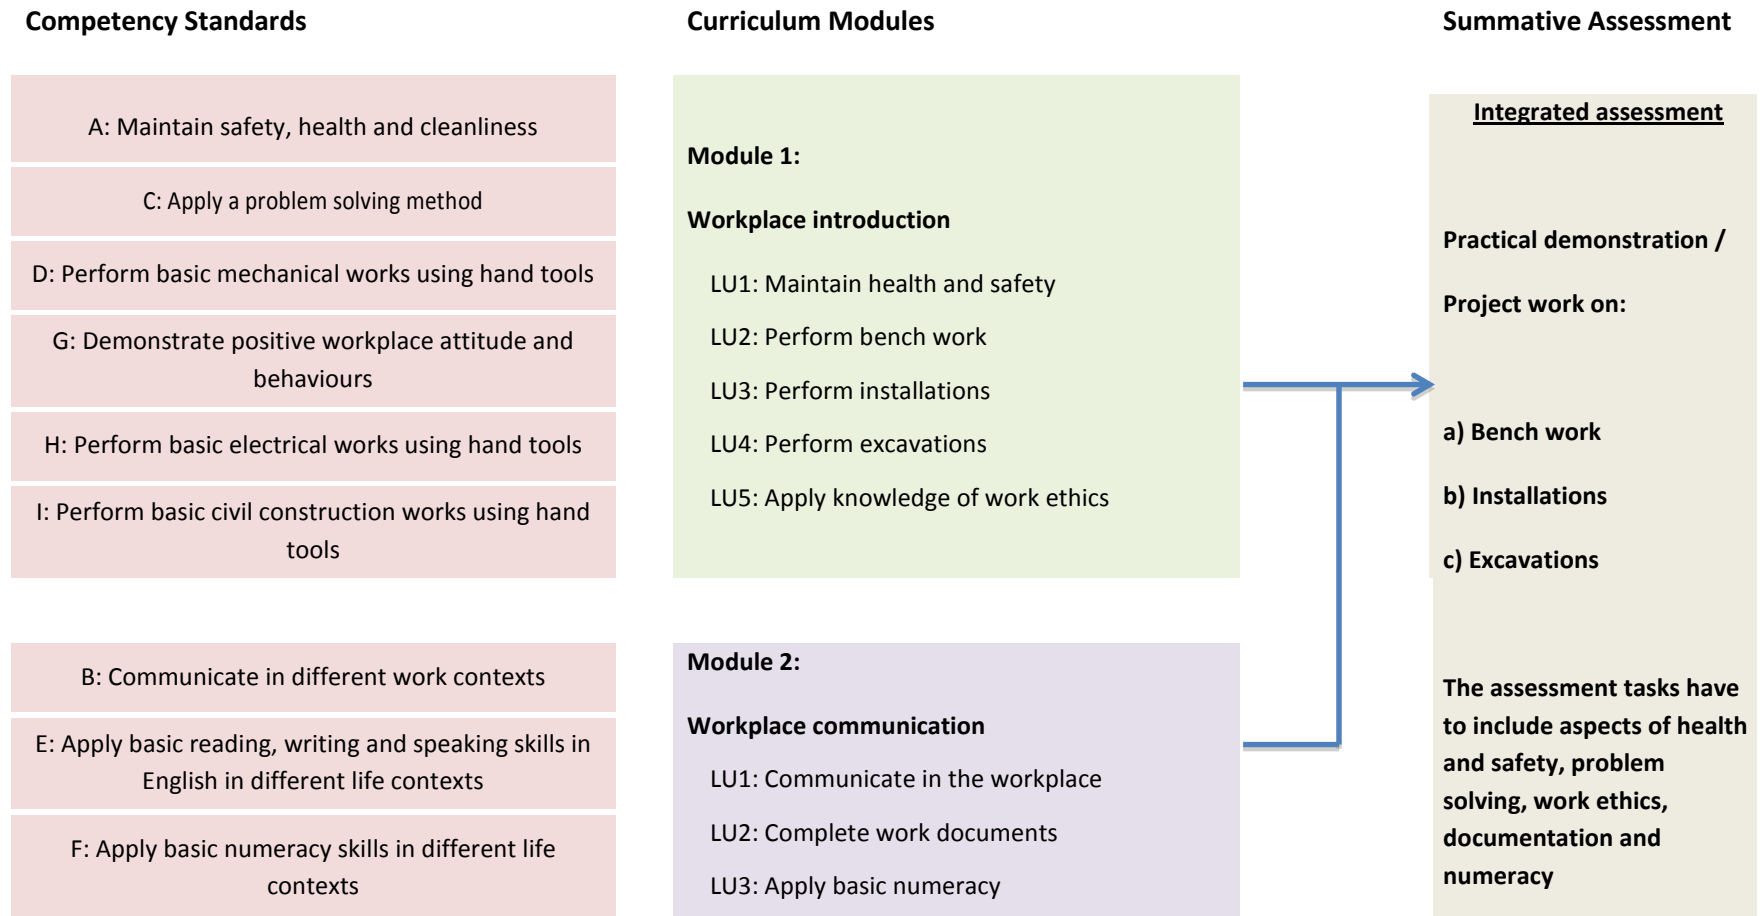 Competency Standards
Curriculum Modules
Summative Assessment
A: Maintain safety, health and cleanliness
C: Apply a problem solving method
D: Perform basic mechanical works using hand tools
G: Demonstrate positive workplace attitude and
behaviours
H: Perform basic electrical works using hand tools
I: Perform basic civil construction works using hand
tools
Module 1:
Workplace introduction
LU1: Maintain health and safety
LU2: Perform bench work
LU3: Perform installations
LU4: Perform excavations
LU5: Apply knowledge of work ethics
Integrated assessment
Practical demonstration /
Project work on:
a) Bench work
b) Installations
c) Excavations
B: Communicate in different work contexts
E: Apply basic reading, writing and speaking skills in
English in different life contexts
F: Apply basic numeracy skills in different life
contexts
Module 2:
Workplace communication
LU1: Communicate in the workplace
LU2: Complete work documents
LU3: Apply basic numeracy
The assessment tasks have
to include aspects of health
and safety, problem
solving, work ethics,
documentation and
numeracy